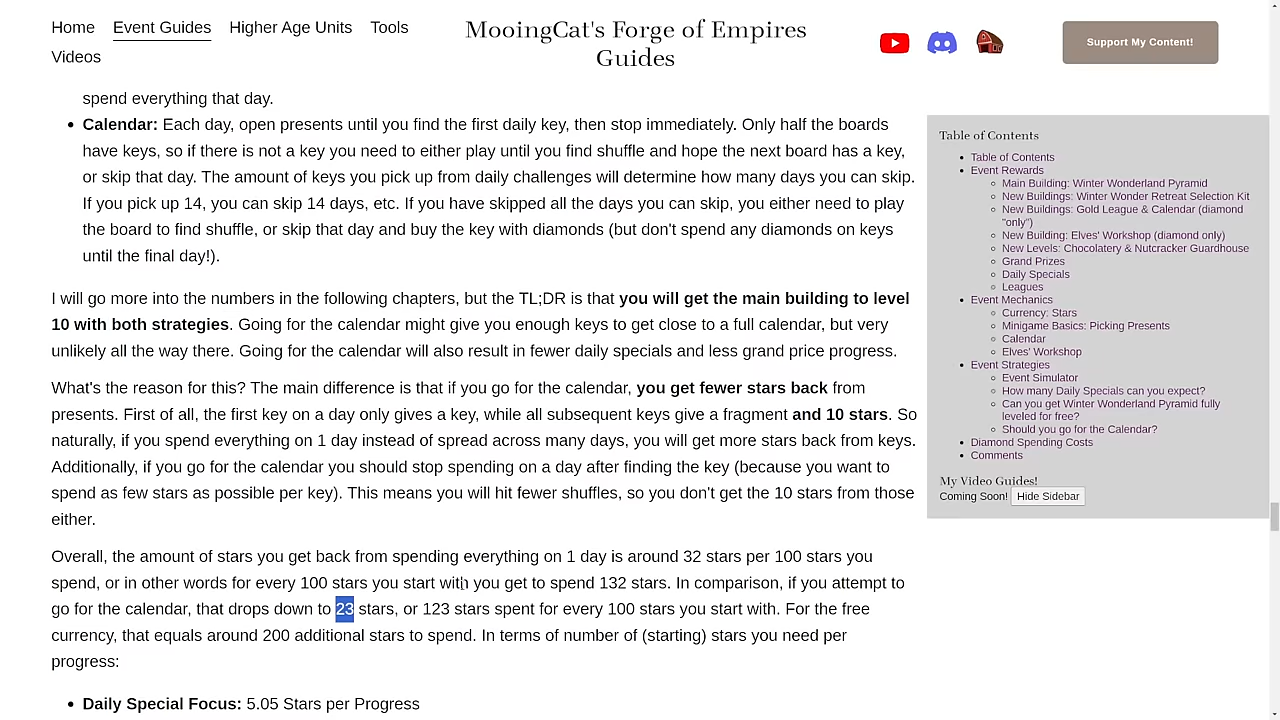 Home Event Guides Higher Age Units Tools
Videos
MooingCat's Forge of Empires
Guides
Support My Content!
spend everything that day.
• Calendar: Each day, open presents until you find the first daily key, then stop immediately. Only half the boards
have keys, so if there is not a key you need to either play until you find shuffle and hope the next board has a key,
or skip that day. The amount of keys you pick up from daily challenges will determine how many days you can skip.
If you pick up 14, you can skip 14 days, etc. If you have skipped all the days you can skip, you either need to play
the board to find shuffle, or skip that day and buy the key with diamonds (but don't spend any diamonds on keys
until the final day!).
I will go more into the numbers in the following chapters, but the TL;DR is that you will get the main building to level
10 with both strategies. Going for the calendar might give you enough keys to get close to a full calendar, but very
unlikely all the way there. Going for the calendar will also result in fewer daily specials and less grand price progress.
What's the reason for this? The main difference is that if you go for the calendar, you get fewer stars back from
presents. First of all, the first key on a day only gives a key, while all subsequent keys give a fragment and 10 stars. So
naturally, if you spend everything on 1 day instead of spread across many days, you will get more stars back from keys.
Additionally, if you go for the calendar you should stop spending on a day after finding the key (because you want to
spend as few stars as possible per key). This means you will hit fewer shuffles, so you don't get the 10 stars from those
either.
Overall, the amount of stars you get back from spending everything on 1 day is around 32 stars per 100 stars you
spend, or in other words for every 100 stars you start with you get to spend 132 stars. In comparison, if you attempt to
go for the calendar, that drops down to 23 stars, or 123 stars spent for every 100 stars you start with. For the free
currency, that equals around 200 additional stars to spend. In terms of number of (starting) stars you need per
progress:
• Daily Special Focus: 5.05 Stars per Progress
Table of Contents
• Table of Contents
• Event Rewards
○ Main Building: Winter Wonderland Pyramid
○ New Buildings: Winter Wonder Retreat Selection Kit
○ New Buildings: Gold League & Calendar (diamond
"only")
○ New Building: Elves' Workshop (diamond only)
○ New Levels: Chocolatery & Nutcracker Guardhouse
○ Grand Prizes
○ Daily Specials
○ Leagues
• Event Mechanics
○ Currency: Stars
○ Minigame Basics: Picking Presents
○ Calendar
○ Elves' Workshop
• Event Strategies
○ Event Simulator
○ How many Daily Specials can you expect?
○ Can you get Winter Wonderland Pyramid fully
leveled for free?
○ Should you go for the Calendar?
• Diamond Spending Costs
• Comments
My Video Guides!
Coming Soon! Hide Sidebar